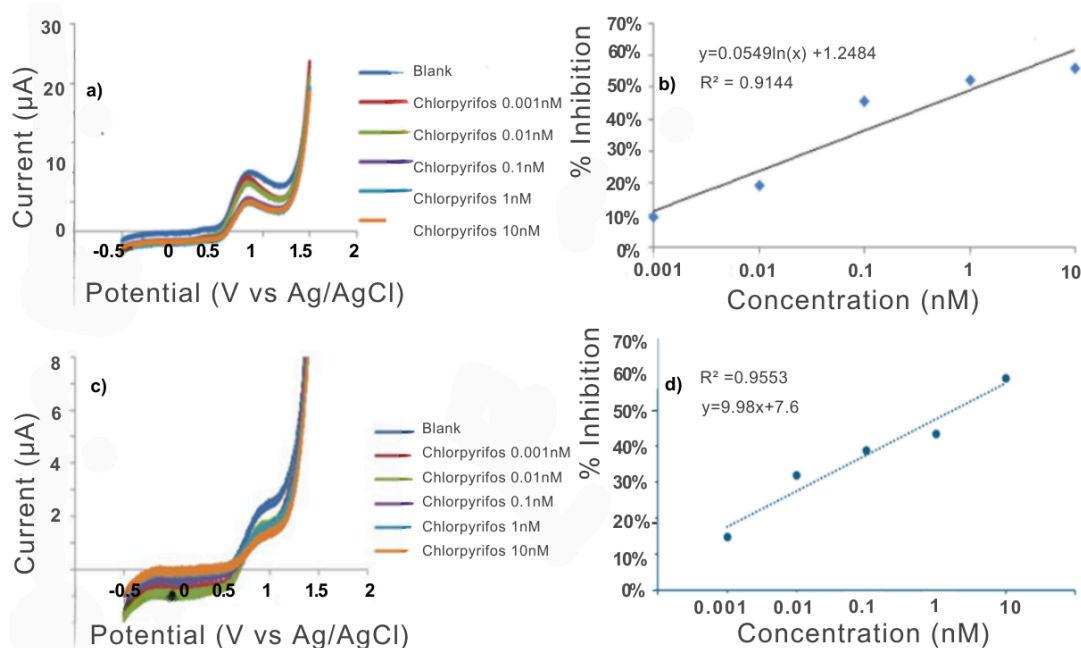 a)
Current (μA)
30
20
10
0
-0.5 0 0.5 1 1.5 2
Potential (V vs Ag/AgCl)
Blank
Chlorpyrifos 0.001nM
Chlorpyrifos 0.01nM
Chlorpyrifos 0.1nM
Chlorpyrifos 1nM
Chlorpyrifos 10nM
b)
% Inhibition
70%
60%
50%
40%
30%
20%
10%
0%
y=0.0549ln(x) +1.2484
R² = 0.9144
0.001 0.01 0.1 1 10
Concentration (nM)
c)
Current (μA)
8
6
4
2
-0.5 0 0.5 1 1.5 2
Potential (V vs Ag/AgCl)
Blank
Chlorpyrifos 0.001nM
Chlorpyrifos 0.01nM
Chlorpyrifos 0.1nM
Chlorpyrifos 1nM
Chlorpyrifos 10nM
d)
% Inhibition
70%
60%
50%
40%
30%
20%
10%
0%
R² =0.9553
y=9.98x+7.6
0.001 0.01 0.1 1 10
Concentration (nM)